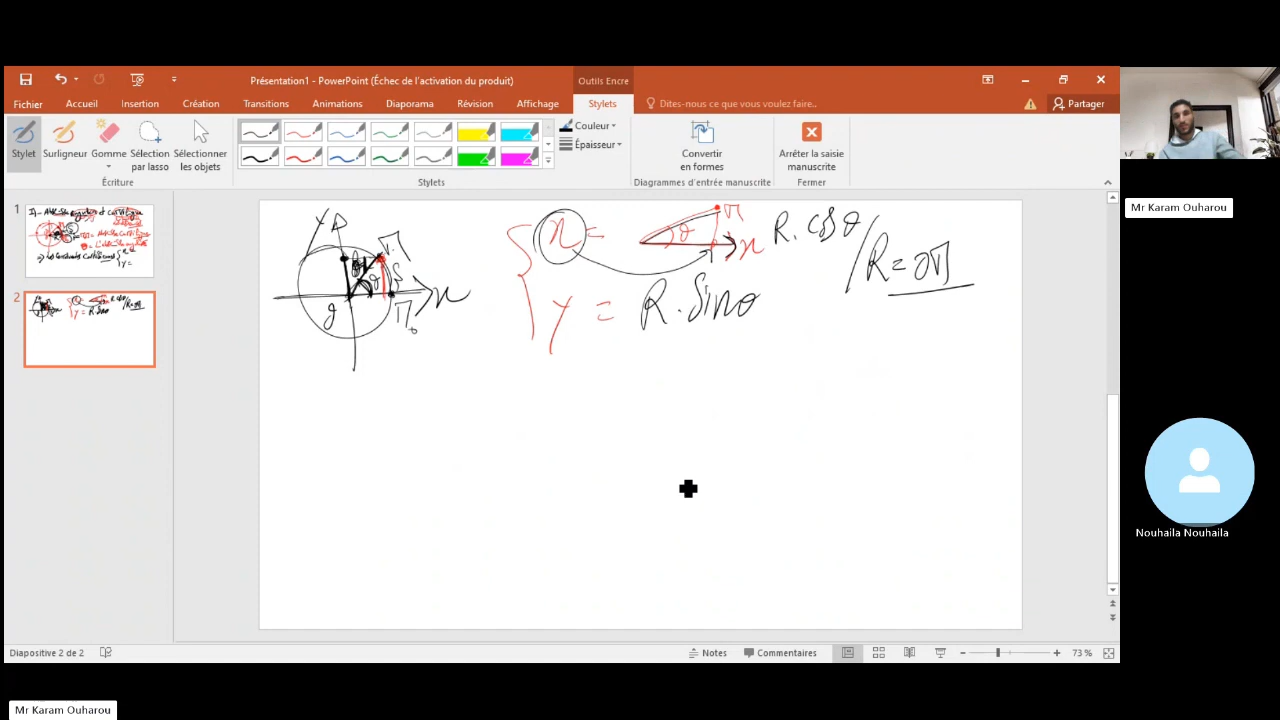 Présentation1 - PowerPoint (Échec de l'activation du produit)
Outils Encre
Fichier
Accueil
Insertion
Création
Transitions
Animations
Diaporama
Révision
Affichage
Stylets
Dites-nous ce que vous voulez faire..
Partager
Stylet
Surligneur
Gomme
Sélection par lasso
Sélectionner les objets
Couleur
Épaisseur
Convertir en formes
Arrêter la saisie manuscrite
Écriture
Stylets
Diagrammes d'entrée manuscrite
Fermer
Mr Karam Ouharou
1
2
y
x
θ
S
x =
θ
x
R. cos θ
/ R = OM
y = R. Sin θ
Nouhaila Nouhaila
Diapositive 2 de 2
Notes
Commentaires
73 %
Mr Karam Ouharou